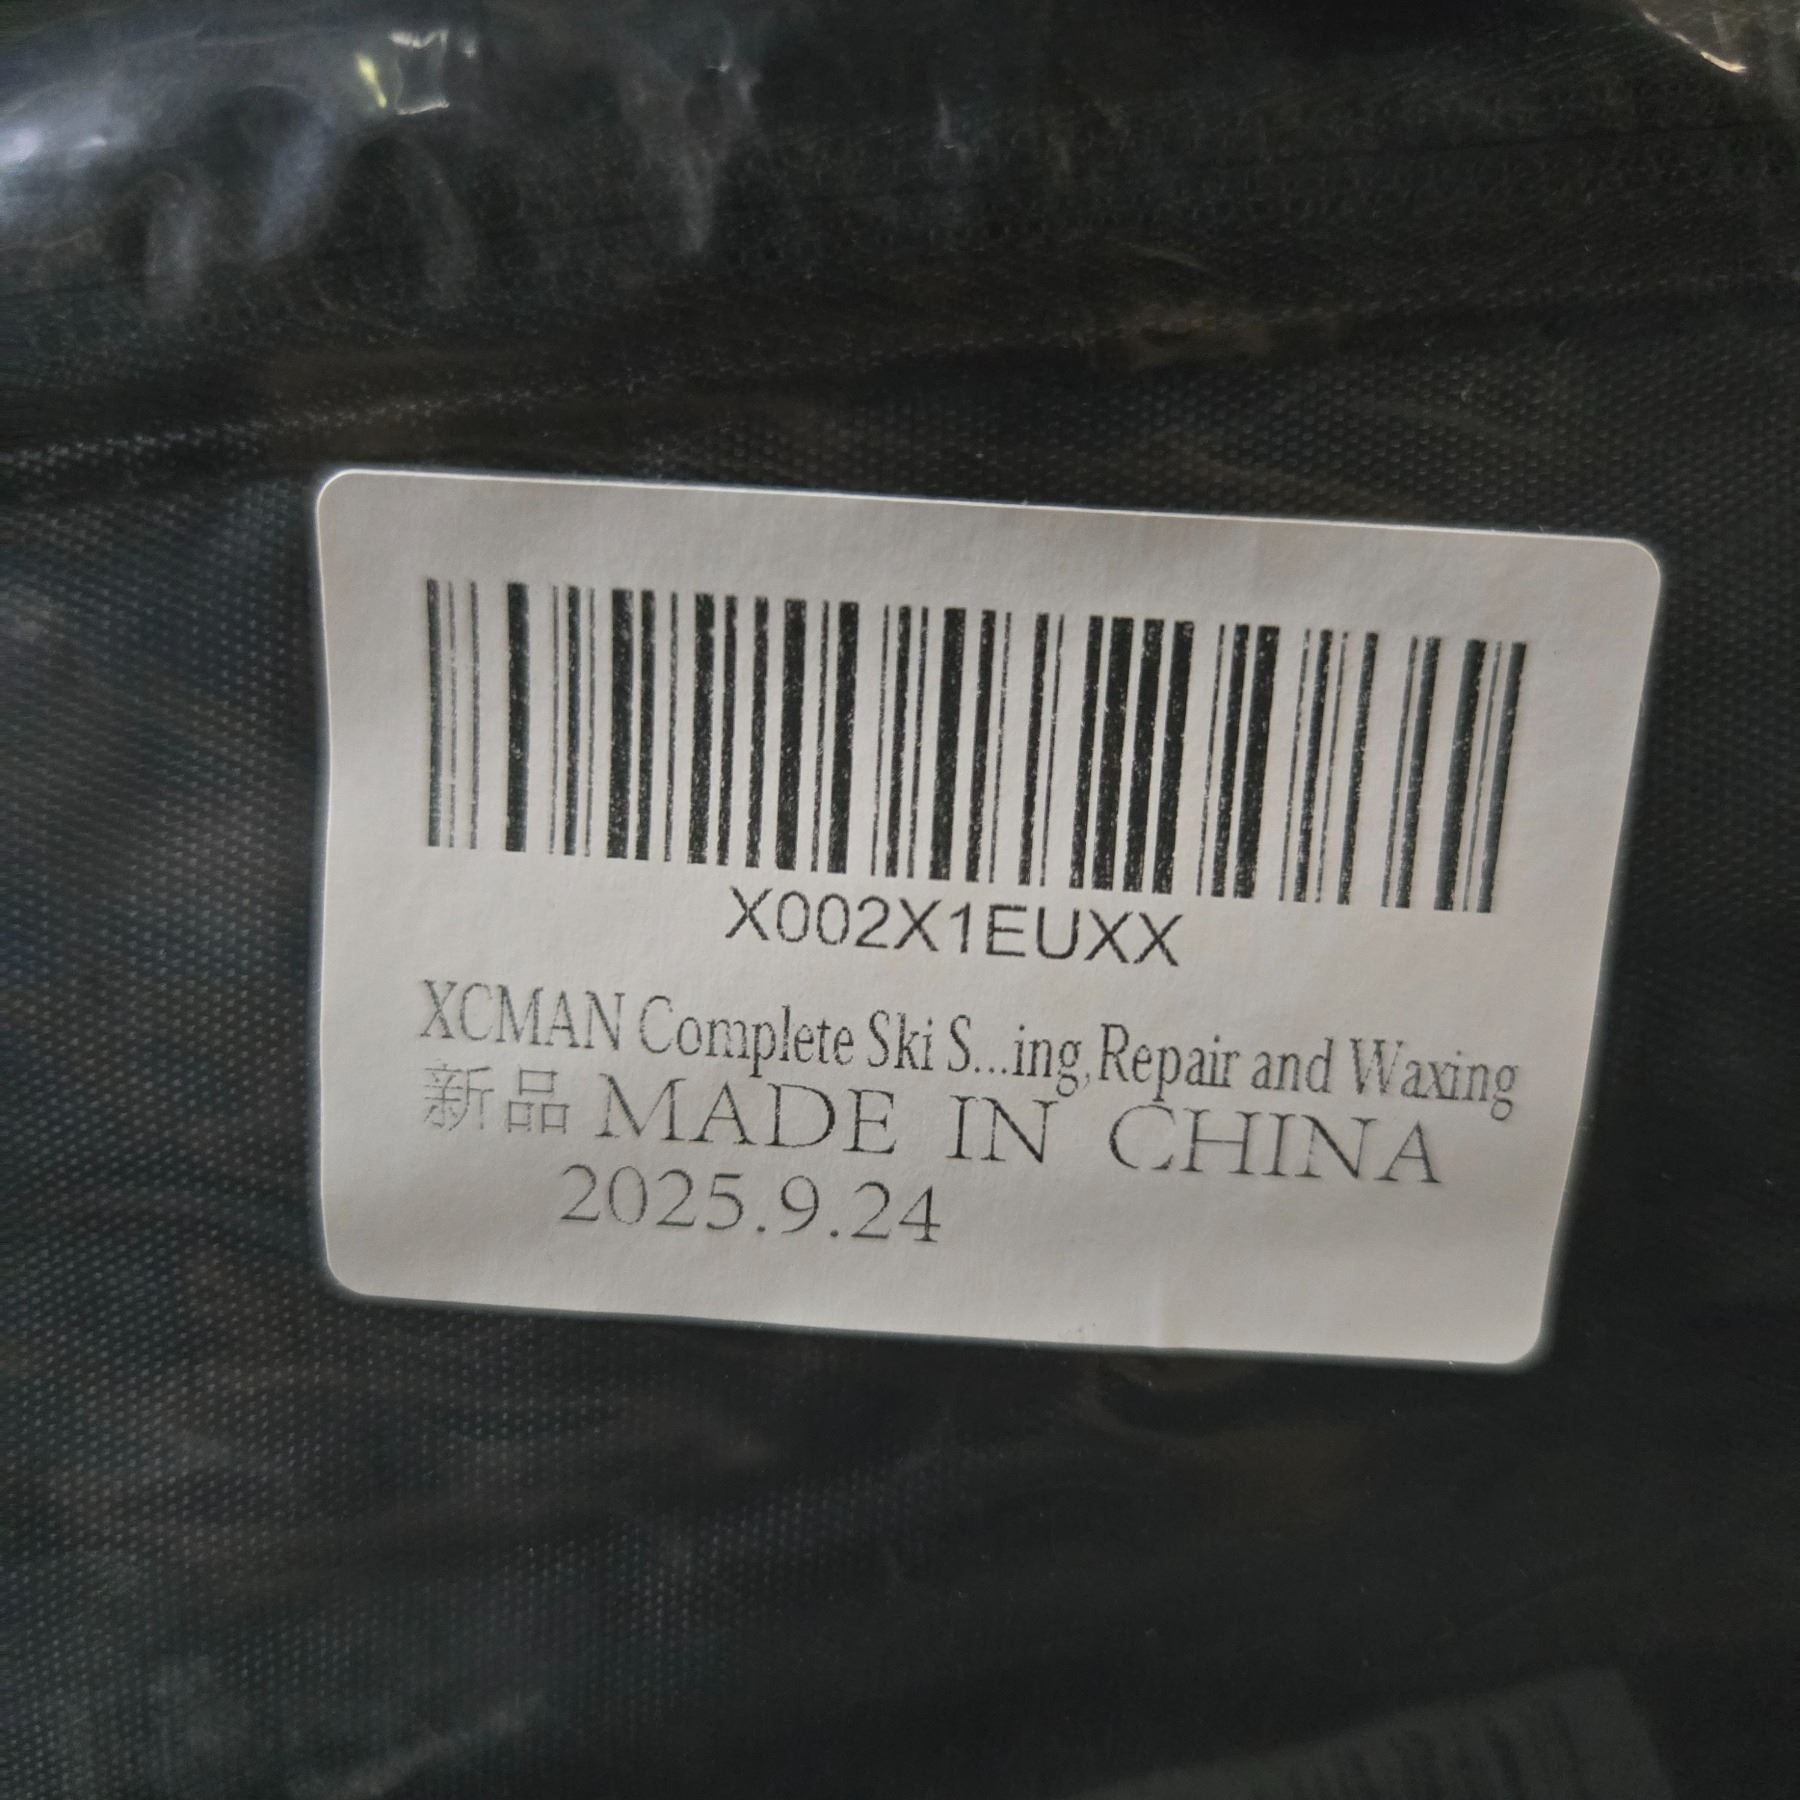 X002X1EUXX
XCMAN Complete Ski S...ing,Repair and Waxing
新品 MADE IN CHINA
2025.9.24